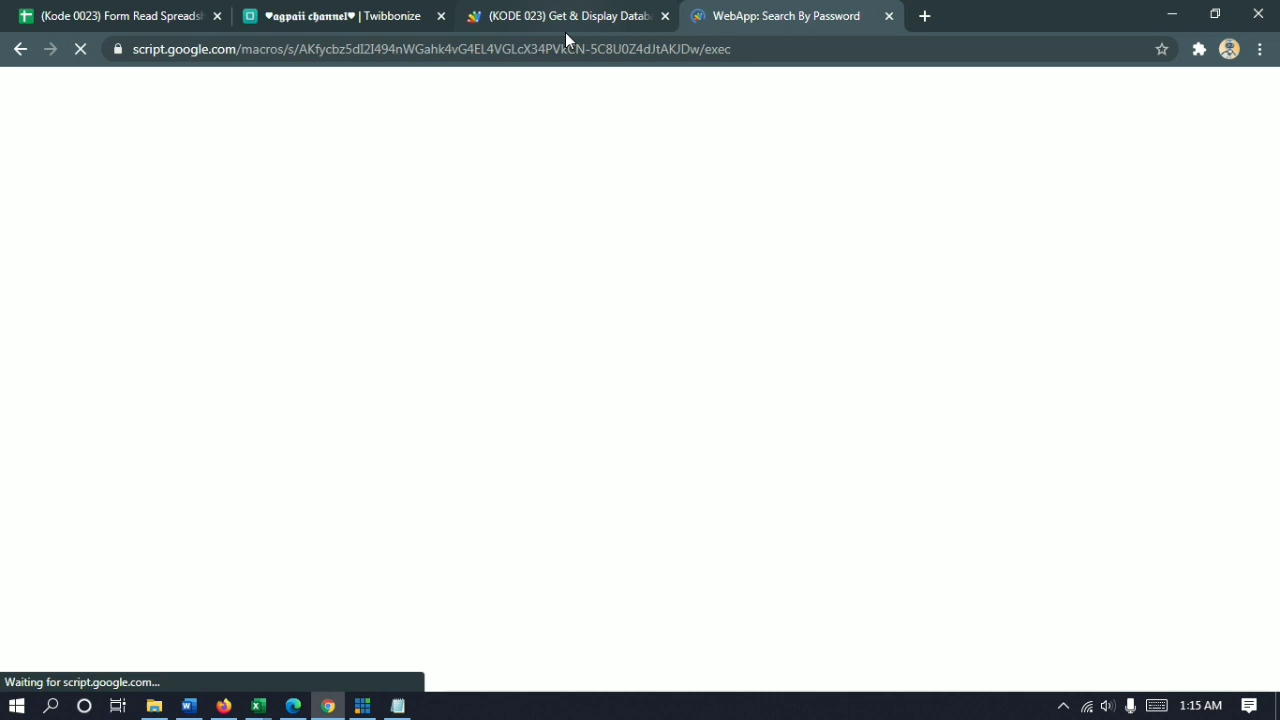 (Kode 0023) Form Read Spreads
♥𝖆𝖌𝖕𝖆𝖎𝖎 𝖈𝖍𝖆𝖓𝖓𝖊𝖑♥ | Twibbonize
(KODE 023) Get & Display Datab
WebApp: Search By Password
script.google.com/macros/s/AKfycbz5dI2I494nWGahk4vG4EL4VGLcX34PVkCN-5C8U0Z4dJtAKJDw/exec
Waiting for script.google.com...
1:15 AM